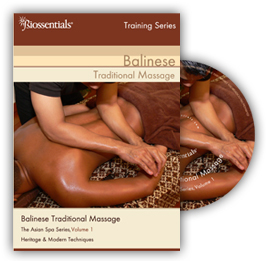 Biossentials®
Training Series
Balinese
Traditional Massage
Balinese Traditional Massage
The Asian Spa Series, Volume 1
Heritage & Modern Techniques